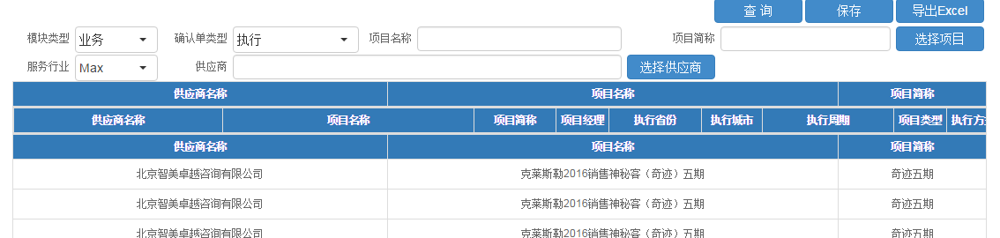 查 询 保存 导出Excel
模块类型 业务 确认单类型 执行 项目名称 项目简称 选择项目
服务行业 Max 供应商 选择供应商
供应商名称 项目名称 项目简称
供应商名称 项目名称 项目简称 项目经理 执行省份 执行城市 执行周期 项目类型 执行方
供应商名称 项目名称 项目简称
北京智美卓越咨询有限公司 克莱斯勒2016销售神秘客（奇迹）五期 奇迹五期
北京智美卓越咨询有限公司 克莱斯勒2016销售神秘客（奇迹）五期 奇迹五期
北京智美卓越咨询有限公司 克莱斯勒2016销售神秘客（奇迹）五期 奇迹五期